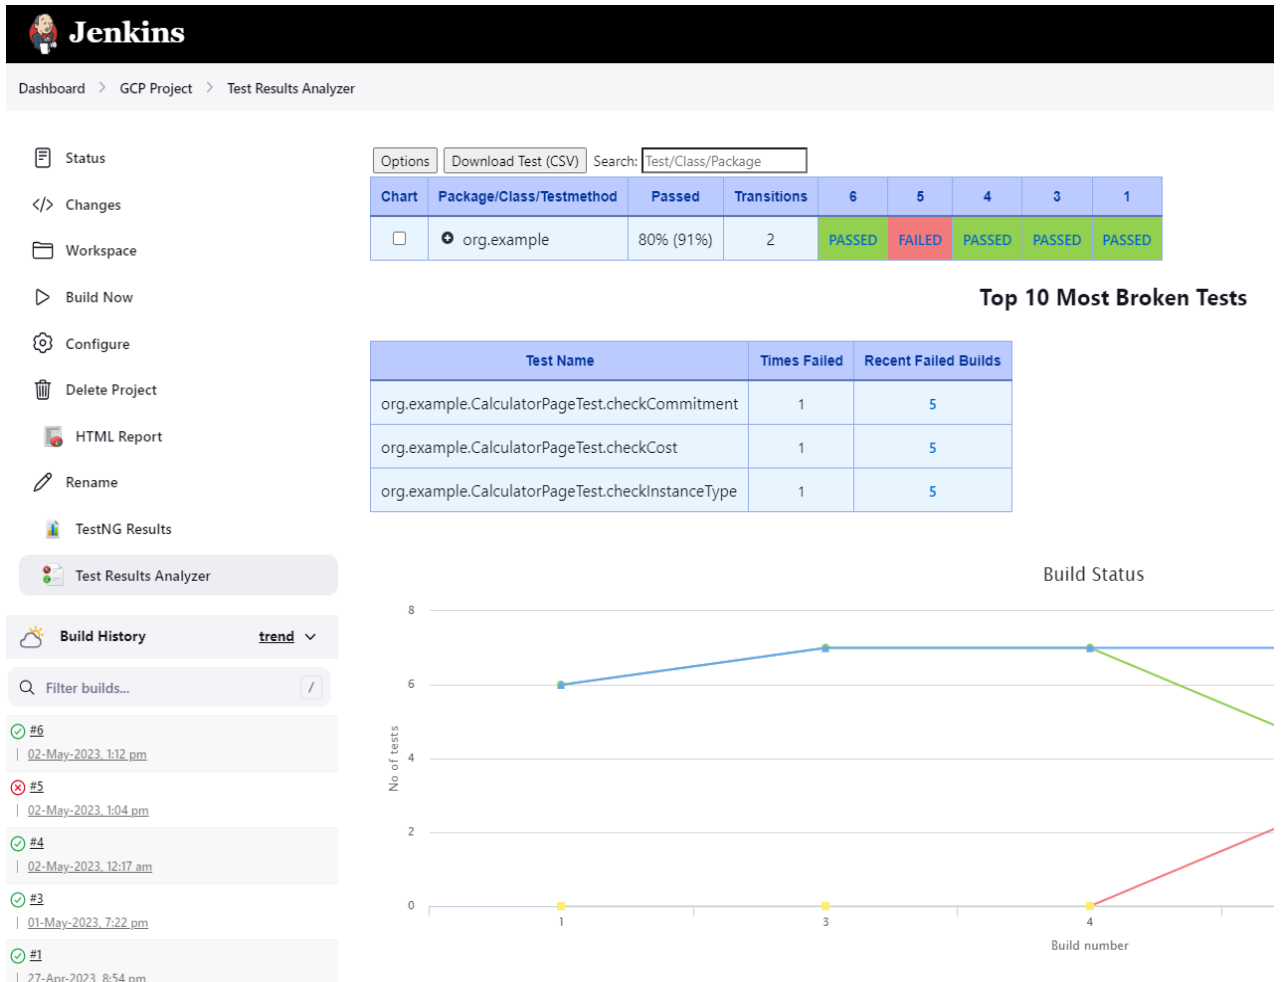 Jenkins
Dashboard > GCP Project > Test Results Analyzer
Status
Changes
Workspace
Build Now
Configure
Delete Project
HTML Report
Rename
TestNG Results
Test Results Analyzer
Build History trend
Filter builds... /
#6
02-May-2023, 1:12 pm
#5
02-May-2023, 1:04 pm
#4
02-May-2023, 12:17 am
#3
01-May-2023, 7:22 pm
#1
27-Apr-2023, 8:54 pm
Options Download Test (CSV) Search: Test/Class/Package
Chart Package/Class/Testmethod Passed Transitions 6 5 4 3 1
org.example 80% (91%) 2 PASSED FAILED PASSED PASSED PASSED
Top 10 Most Broken Tests
Test Name Times Failed Recent Failed Builds
org.example.CalculatorPageTest.checkCommitment 1 5
org.example.CalculatorPageTest.checkCost 1 5
org.example.CalculatorPageTest.checkInstanceType 1 5
Build Status
8
6
4
2
0
No of tests
1 3 4
Build number